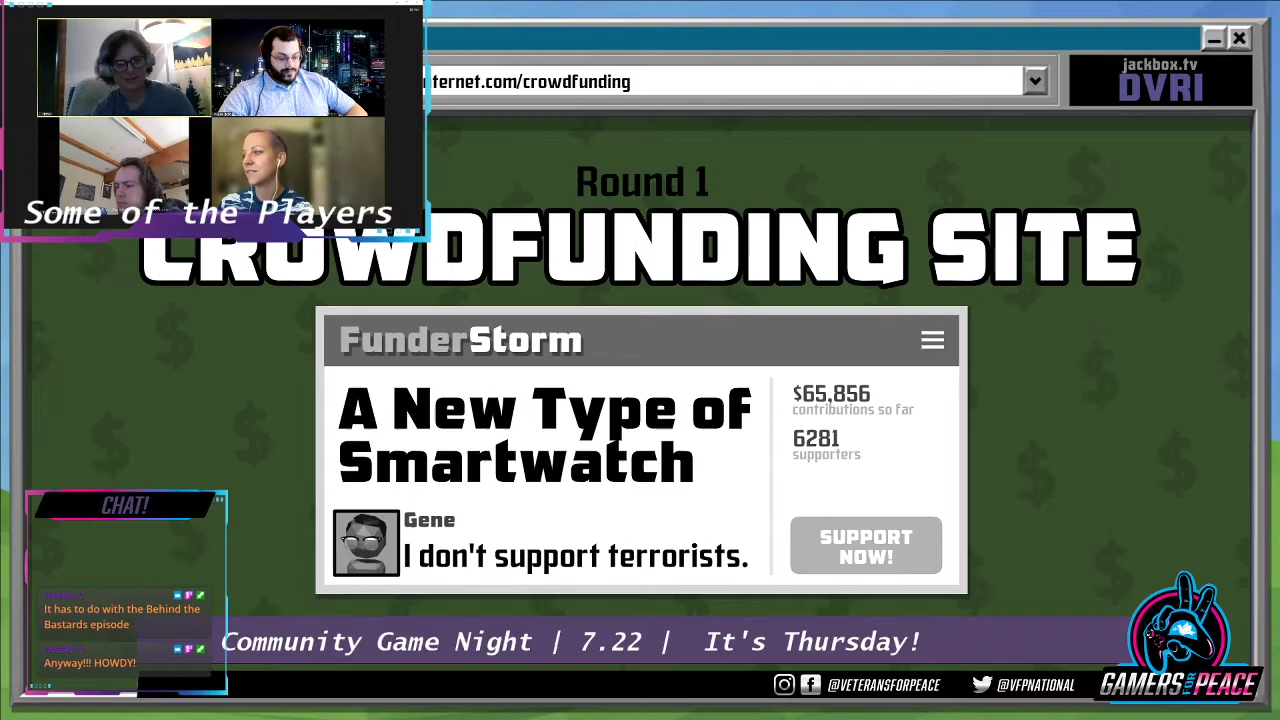 ternet.com/crowdfunding
jackbox.tv
DVRI
Some of the Players
Round 1
CROWDFUNDING SITE
FunderStorm
A New Type of
Smartwatch
Gene
I don't support terrorists.
$65,856
contributions so far
6281
supporters
SUPPORT
NOW!
CHAT!
It has to do with the Behind the
Bastards episode
Anyway!!! HOWDY!
Community Game Night | 7.22 | It's Thursday!
@VETERANSFORPEACE
@VFPNATIONAL
GAMERS FOR PEACE